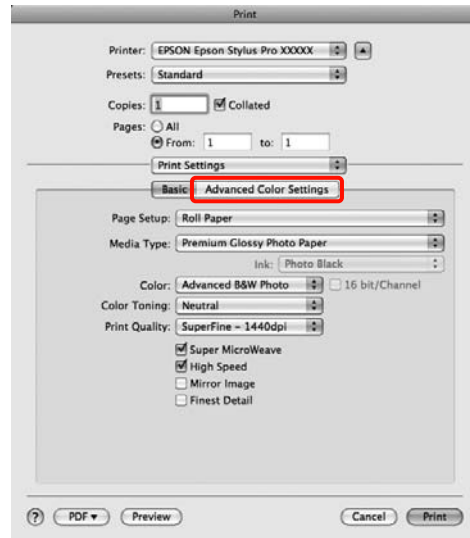 Print
Printer: EPSON Epson Stylus Pro XXXXX
Presets: Standard
Copies: 1 Collated
Pages: All
From: 1 to: 1
Print Settings
Basic Advanced Color Settings
Page Setup: Roll Paper
Media Type: Premium Glossy Photo Paper
Ink: Photo Black
Color: Advanced B&W Photo 16 bit/Channel
Color Toning: Neutral
Print Quality: SuperFine - 1440dpi
Super MicroWeave
High Speed
Mirror Image
Finest Detail
? PDF Preview Cancel Print